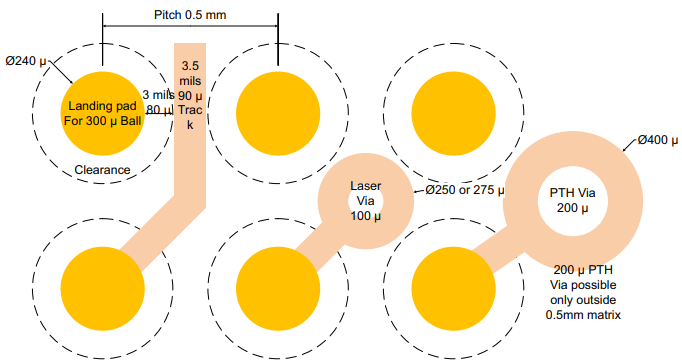 Pitch 0.5 mm
Ø240 µ
3.5
mils
90 µ
Trac
k
3 mils
80 µ
Landing pad
For 300 µ Ball
Clearance
Laser
Via
100 µ
Ø250 or 275 µ
PTH Via
200 µ
Ø400 µ
200 µ PTH
Via possible
only outside
0.5mm matrix